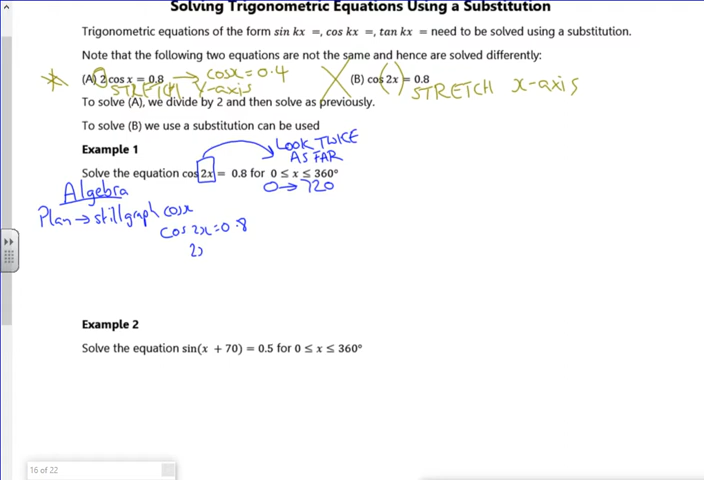 Solving Trigonometric Equations Using a Substitution
Trigonometric equations of the form sin kx =, cos kx =, tan kx = need to be solved using a substitution.
Note that the following two equations are not the same and hence are solved differently:
(A) 2 cos x = 0.8 → cosx = 0.4 (B) cos(2x) = 0.8
STRETCH Y-axis STRETCH x-axis
To solve (A), we divide by 2 and then solve as previously.
To solve (B) we use a substitution can be used
Example 1 LOOK TWICE
AS FAR
Solve the equation cos 2x = 0.8 for 0 ≤ x ≤ 360°
Algebra 0 → 720
Plan → still graph cosx
cos 2x = 0.8
2x
Example 2
Solve the equation sin(x + 70) = 0.5 for 0 ≤ x ≤ 360°
16 of 22